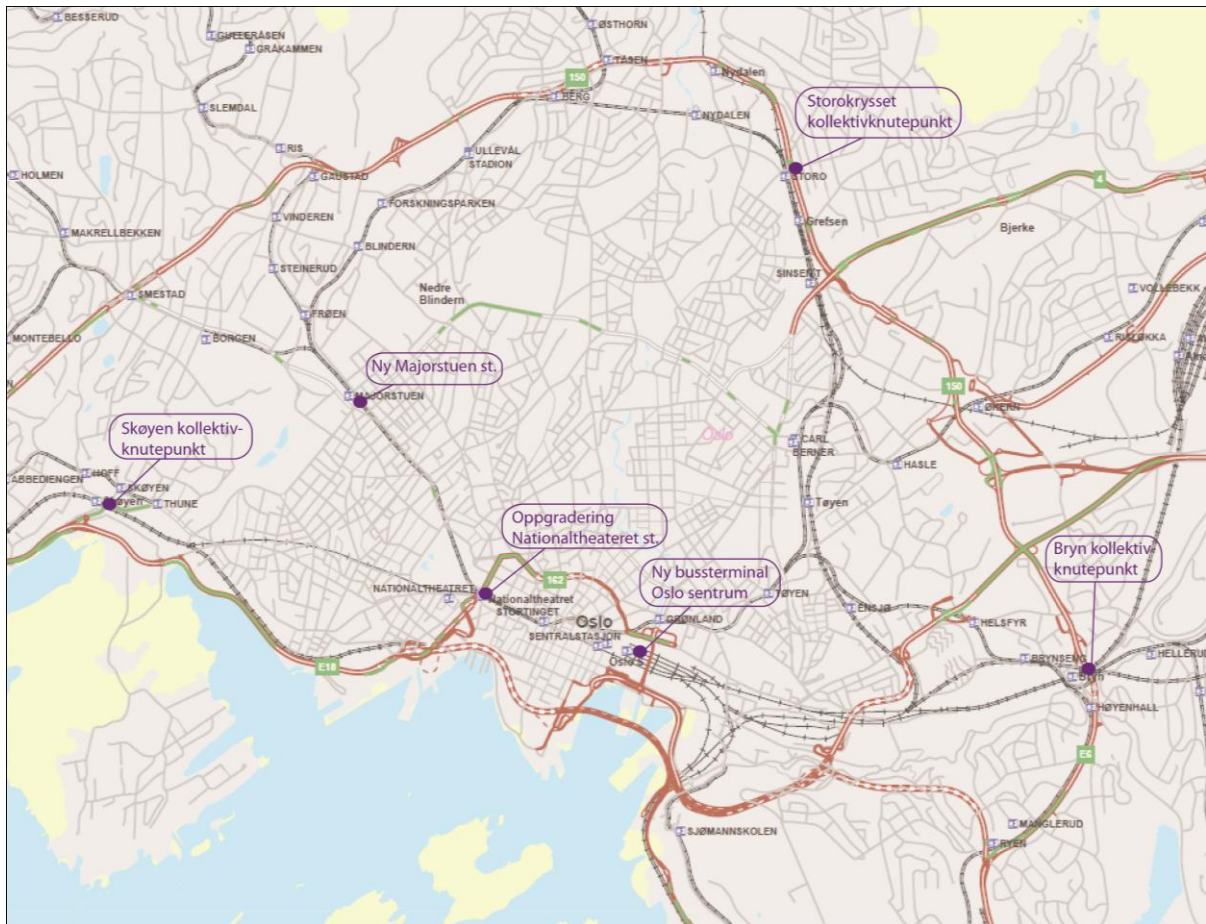 BESSERUD
GULLERÅSEN
GRÅKAMMEN
ØSTHORN
TÅSEN
150
BERG
Nydalen
SLEMDAL
NYDALEN
Storokrysset
kollektivknutepunkt
RIS
ULLEVÅL
STADION
HOLMEN
GAUSTAD
STORO
4
VINDEREN
FORSKNINGSPARKEN
Grefsen
Bjerke
MAKRELLBEKKEN
BLINDERN
STEINERUD
SINSEN T
Nedre
Blindern
VOLLEBEKK
SMESTAD
FRØEN
MONTEBELLO
BORGEN
RISLØKKA
Ny Majorstuen st.
MAJORSTUEN
150
ØKERN
Skøyen kollektiv-
knutepunkt
Oslo
CARL
BERNER
HASLE
HOFF
ABBEDIENGEN
SKØYEN
Skøyen
THUNE
Tøyen
Oppgradering
Nationaltheateret st.
Ny bussterminal
Oslo sentrum
Bryn kollektiv-
knutepunkt
162
NATIONALTHEATRET
Nationaltheatret
STORTINGET
TØYEN
ENSJØ
Oslo
GRØNLAND
HELSFYR
SENTRALSTASJON
Oslo S
BRYNSENG
HELLERUD
E18
Bryn
HØYENHALL
E6
SJØMANNSKOLEN
MANGLERUD
RYEN